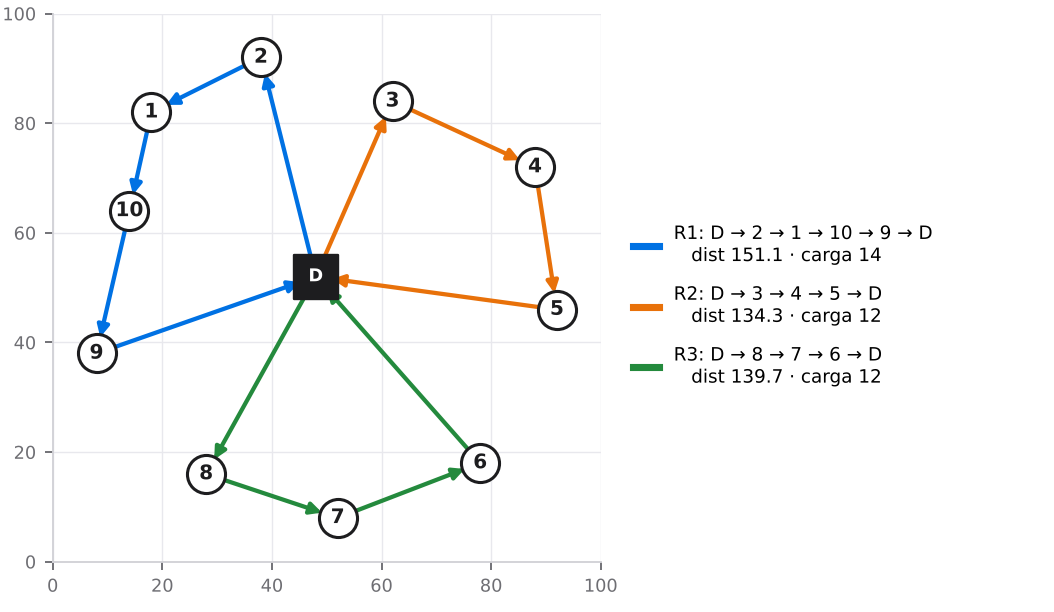 100
80
60
40
20
0
0 20 40 60 80 100
2
1
3
4
10
D
5
9
8
6
7
R1: D → 2 → 1 → 10 → 9 → D
dist 151.1 · carga 14
R2: D → 3 → 4 → 5 → D
dist 134.3 · carga 12
R3: D → 8 → 7 → 6 → D
dist 139.7 · carga 12